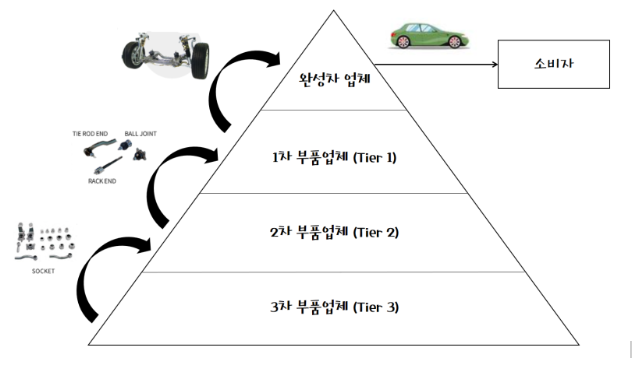 완성차 업체
소비자
TIE ROD END
BALL JOINT
RACK END
1차 부품업체 (Tier 1)
2차 부품업체 (Tier 2)
SOCKET
3차 부품업체 (Tier 3)